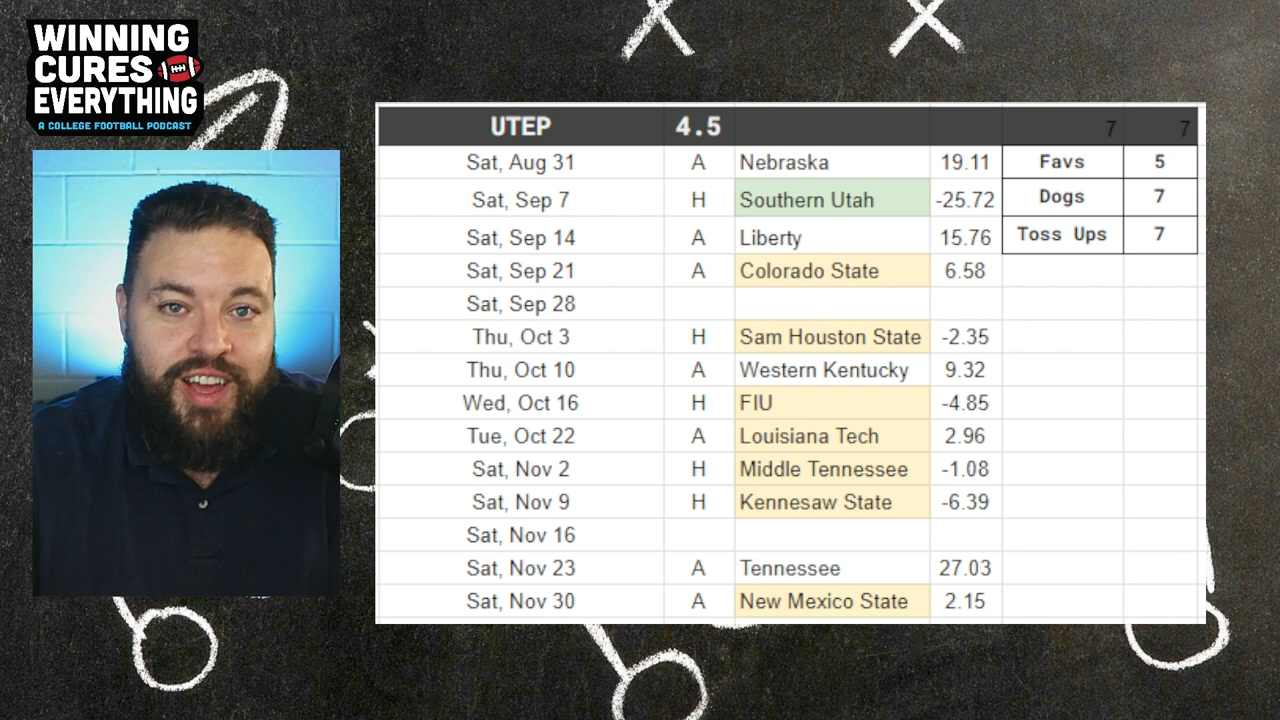 WINNING
CURES
EVERYTHING
A COLLEGE FOOTBALL PODCAST
UTEP 4.5 7 7
Sat, Aug 31 A Nebraska 19.11 Favs 5
Sat, Sep 7 H Southern Utah -25.72 Dogs 7
Sat, Sep 14 A Liberty 15.76 Toss Ups 7
Sat, Sep 21 A Colorado State 6.58
Sat, Sep 28
Thu, Oct 3 H Sam Houston State -2.35
Thu, Oct 10 A Western Kentucky 9.32
Wed, Oct 16 H FIU -4.85
Tue, Oct 22 A Louisiana Tech 2.96
Sat, Nov 2 H Middle Tennessee -1.08
Sat, Nov 9 H Kennesaw State -6.39
Sat, Nov 16
Sat, Nov 23 A Tennessee 27.03
Sat, Nov 30 A New Mexico State 2.15